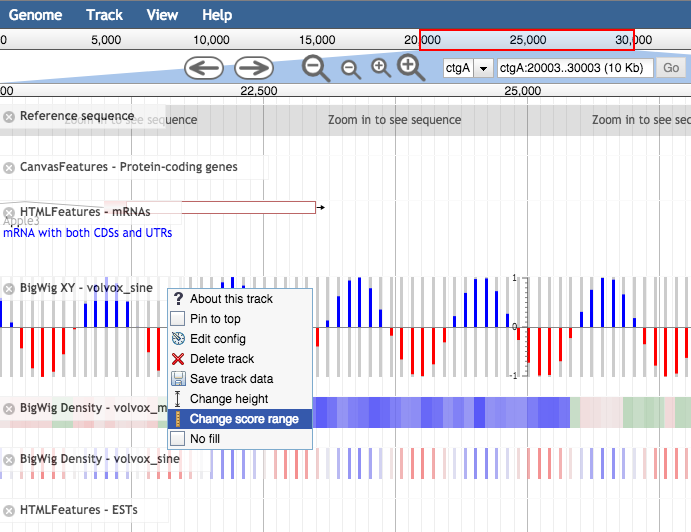 Genome Track View Help
0 5,000 10,000 15,000 20,000 25,000 30,000
ctgA ctgA:20003..30003 (10 Kb) Go
00 22,500 25,000
Reference sequence
Zoom in to see sequence Zoom in to see sequence Zoom in to see
CanvasFeatures - Protein-coding genes
HTMLFeatures - mRNAs
Apple3
mRNA with both CDSs and UTRs
BigWig XY - volvox_sine
1
0
-1
? About this track
Pin to top
Edit config
Delete track
Save track data
Change height
Change score range
No fill
BigWig Density - volvox_m
BigWig Density - volvox_sine
HTMLFeatures - ESTs